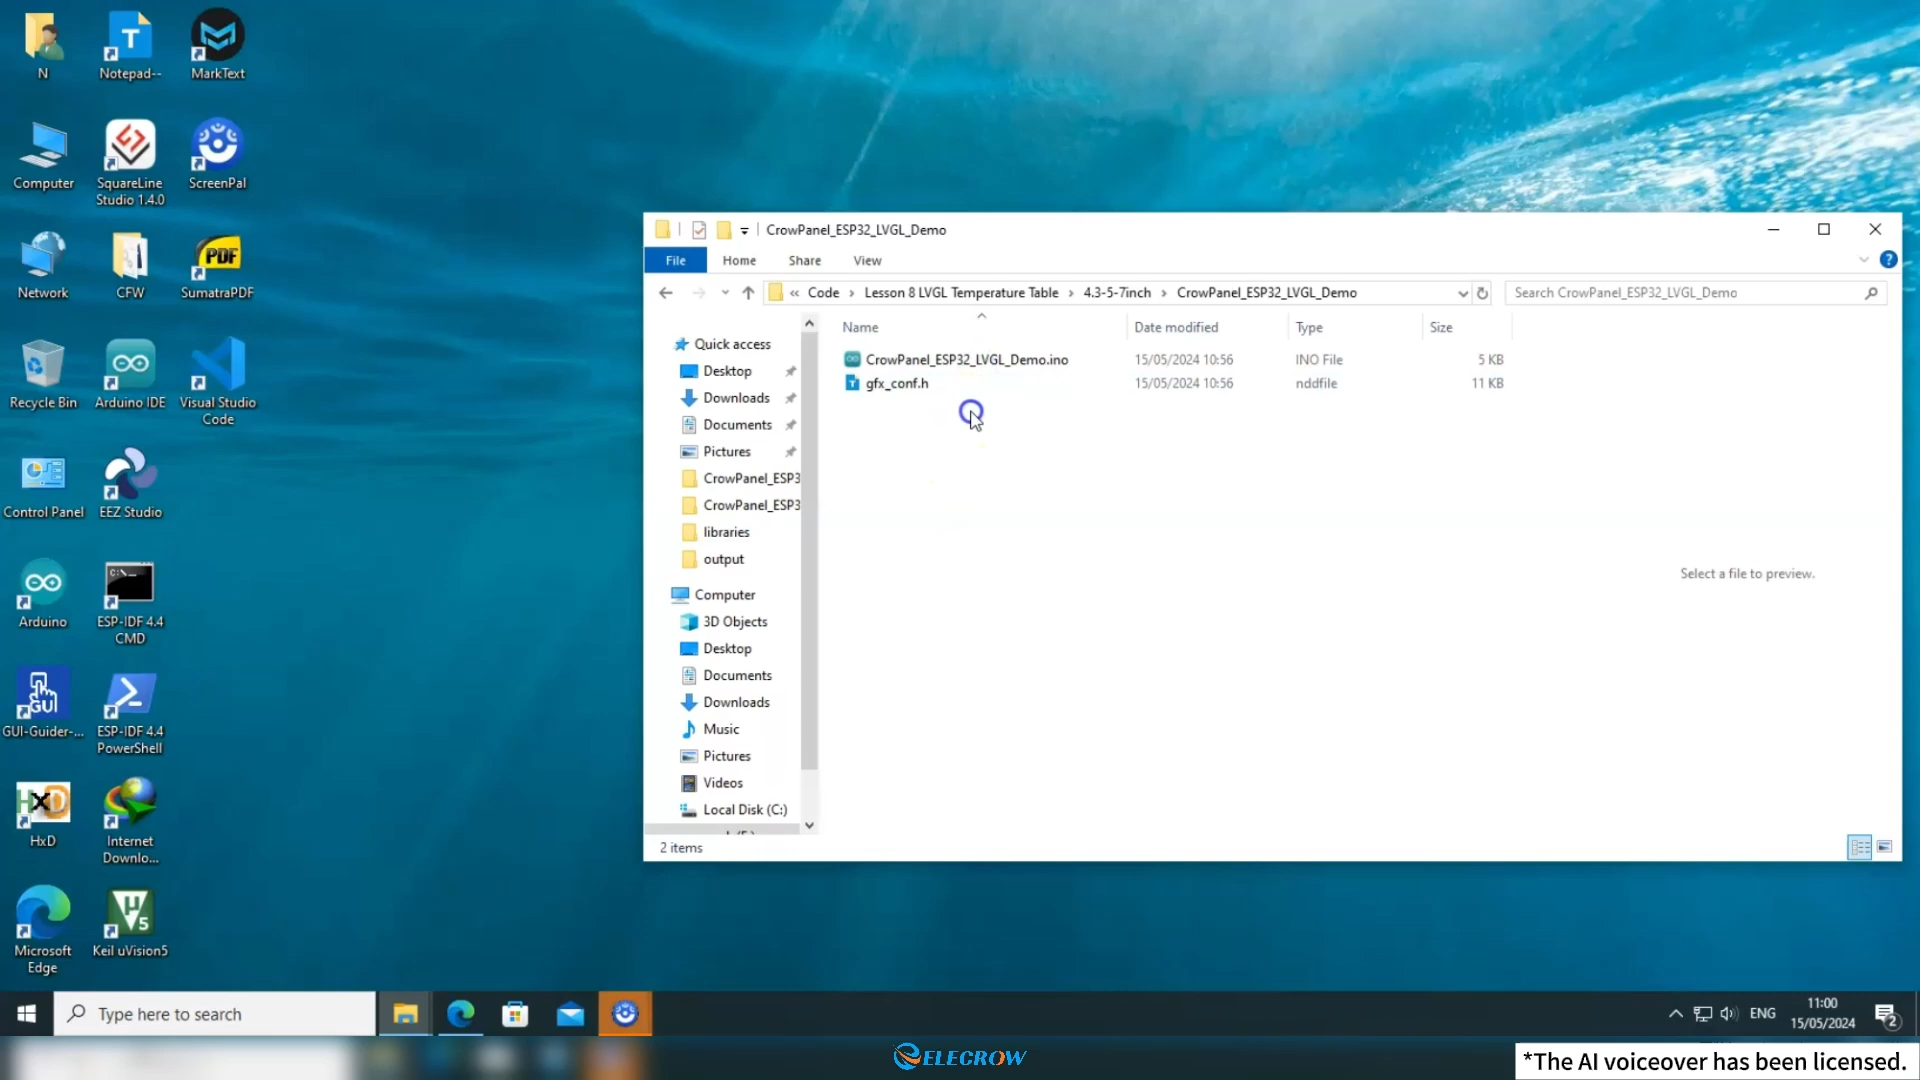 N
Notepad--
MarkText
Computer
SquareLine
Studio 1.4.0
ScreenPal
Network
CFW
PDF
SumatraPDF
Recycle Bin
Arduino IDE
Visual Studio
Code
Control Panel
EEZ Studio
Arduino
ESP-IDF 4.4
CMD
GUI
GUI-Guider-...
ESP-IDF 4.4
PowerShell
HxD
HxD
Internet
Downlo...
Microsoft
Edge
Keil uVision5
CrowPanel_ESP32_LVGL_Demo
File Home Share View
« Code › Lesson 8 LVGL Temperature Table › 4.3-5-7inch › CrowPanel_ESP32_LVGL_Demo
Search CrowPanel_ESP32_LVGL_Demo
Name Date modified Type Size
CrowPanel_ESP32_LVGL_Demo.ino 15/05/2024 10:56 INO File 5 KB
gfx_conf.h 15/05/2024 10:56 nddfile 11 KB
Quick access
Desktop
Downloads
Documents
Pictures
CrowPanel_ESP3
CrowPanel_ESP3
libraries
output
Computer
3D Objects
Desktop
Documents
Downloads
Music
Pictures
Videos
Local Disk (C:)
Select a file to preview.
2 items
Type here to search
ENG
11:00
15/05/2024
2
ELECROW
*The AI voiceover has been licensed.